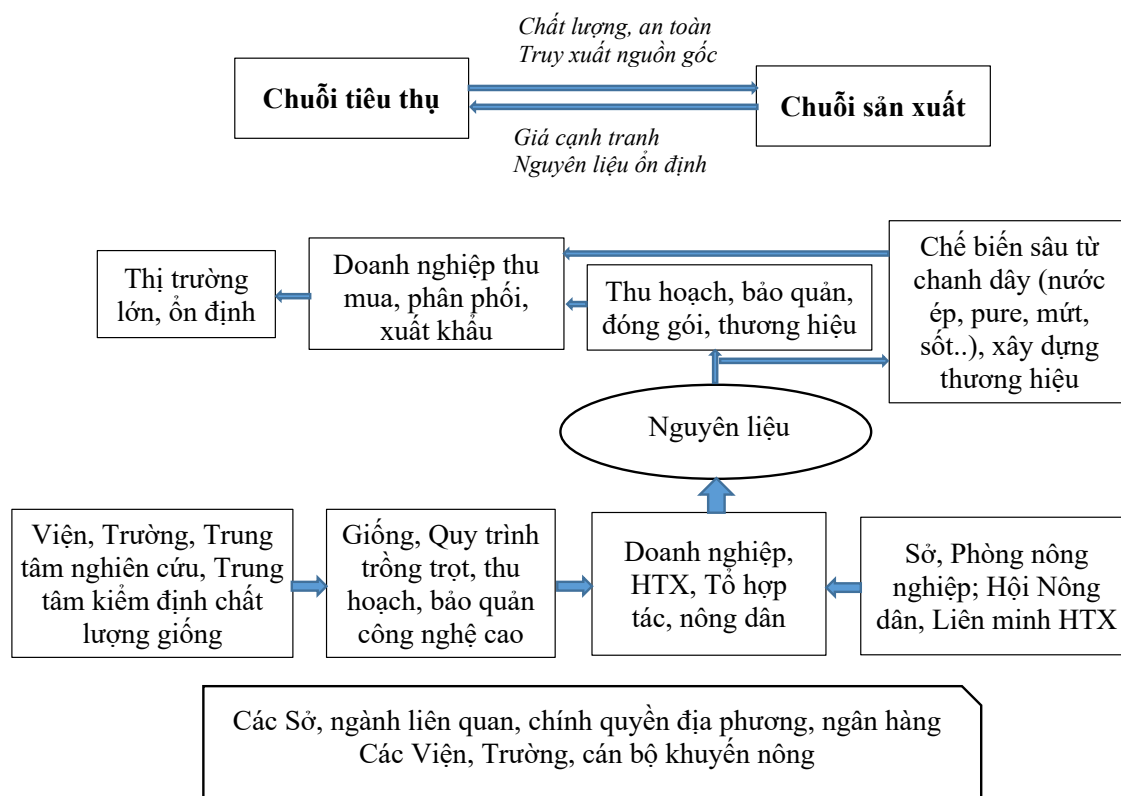 Chất lượng, an toàn
Truy xuất nguồn gốc
Chuỗi tiêu thụ
Chuỗi sản xuất
Giá cạnh tranh
Nguyên liệu ổn định
Thị trường
lớn, ổn định
Doanh nghiệp thu
mua, phân phối,
xuất khẩu
Thu hoạch, bảo quản,
đóng gói, thương hiệu
Chế biến sâu từ
chanh dây (nước
ép, pure, mứt,
sốt..), xây dựng
thương hiệu
Nguyên liệu
Viện, Trường, Trung
tâm nghiên cứu, Trung
tâm kiểm định chất
lượng giống
Giống, Quy trình
trồng trọt, thu
hoạch, bảo quản
công nghệ cao
Doanh nghiệp,
HTX, Tổ hợp
tác, nông dân
Sở, Phòng nông
nghiệp; Hội Nông
dân, Liên minh HTX
Các Sở, ngành liên quan, chính quyền địa phương, ngân hàng
Các Viện, Trường, cán bộ khuyến nông